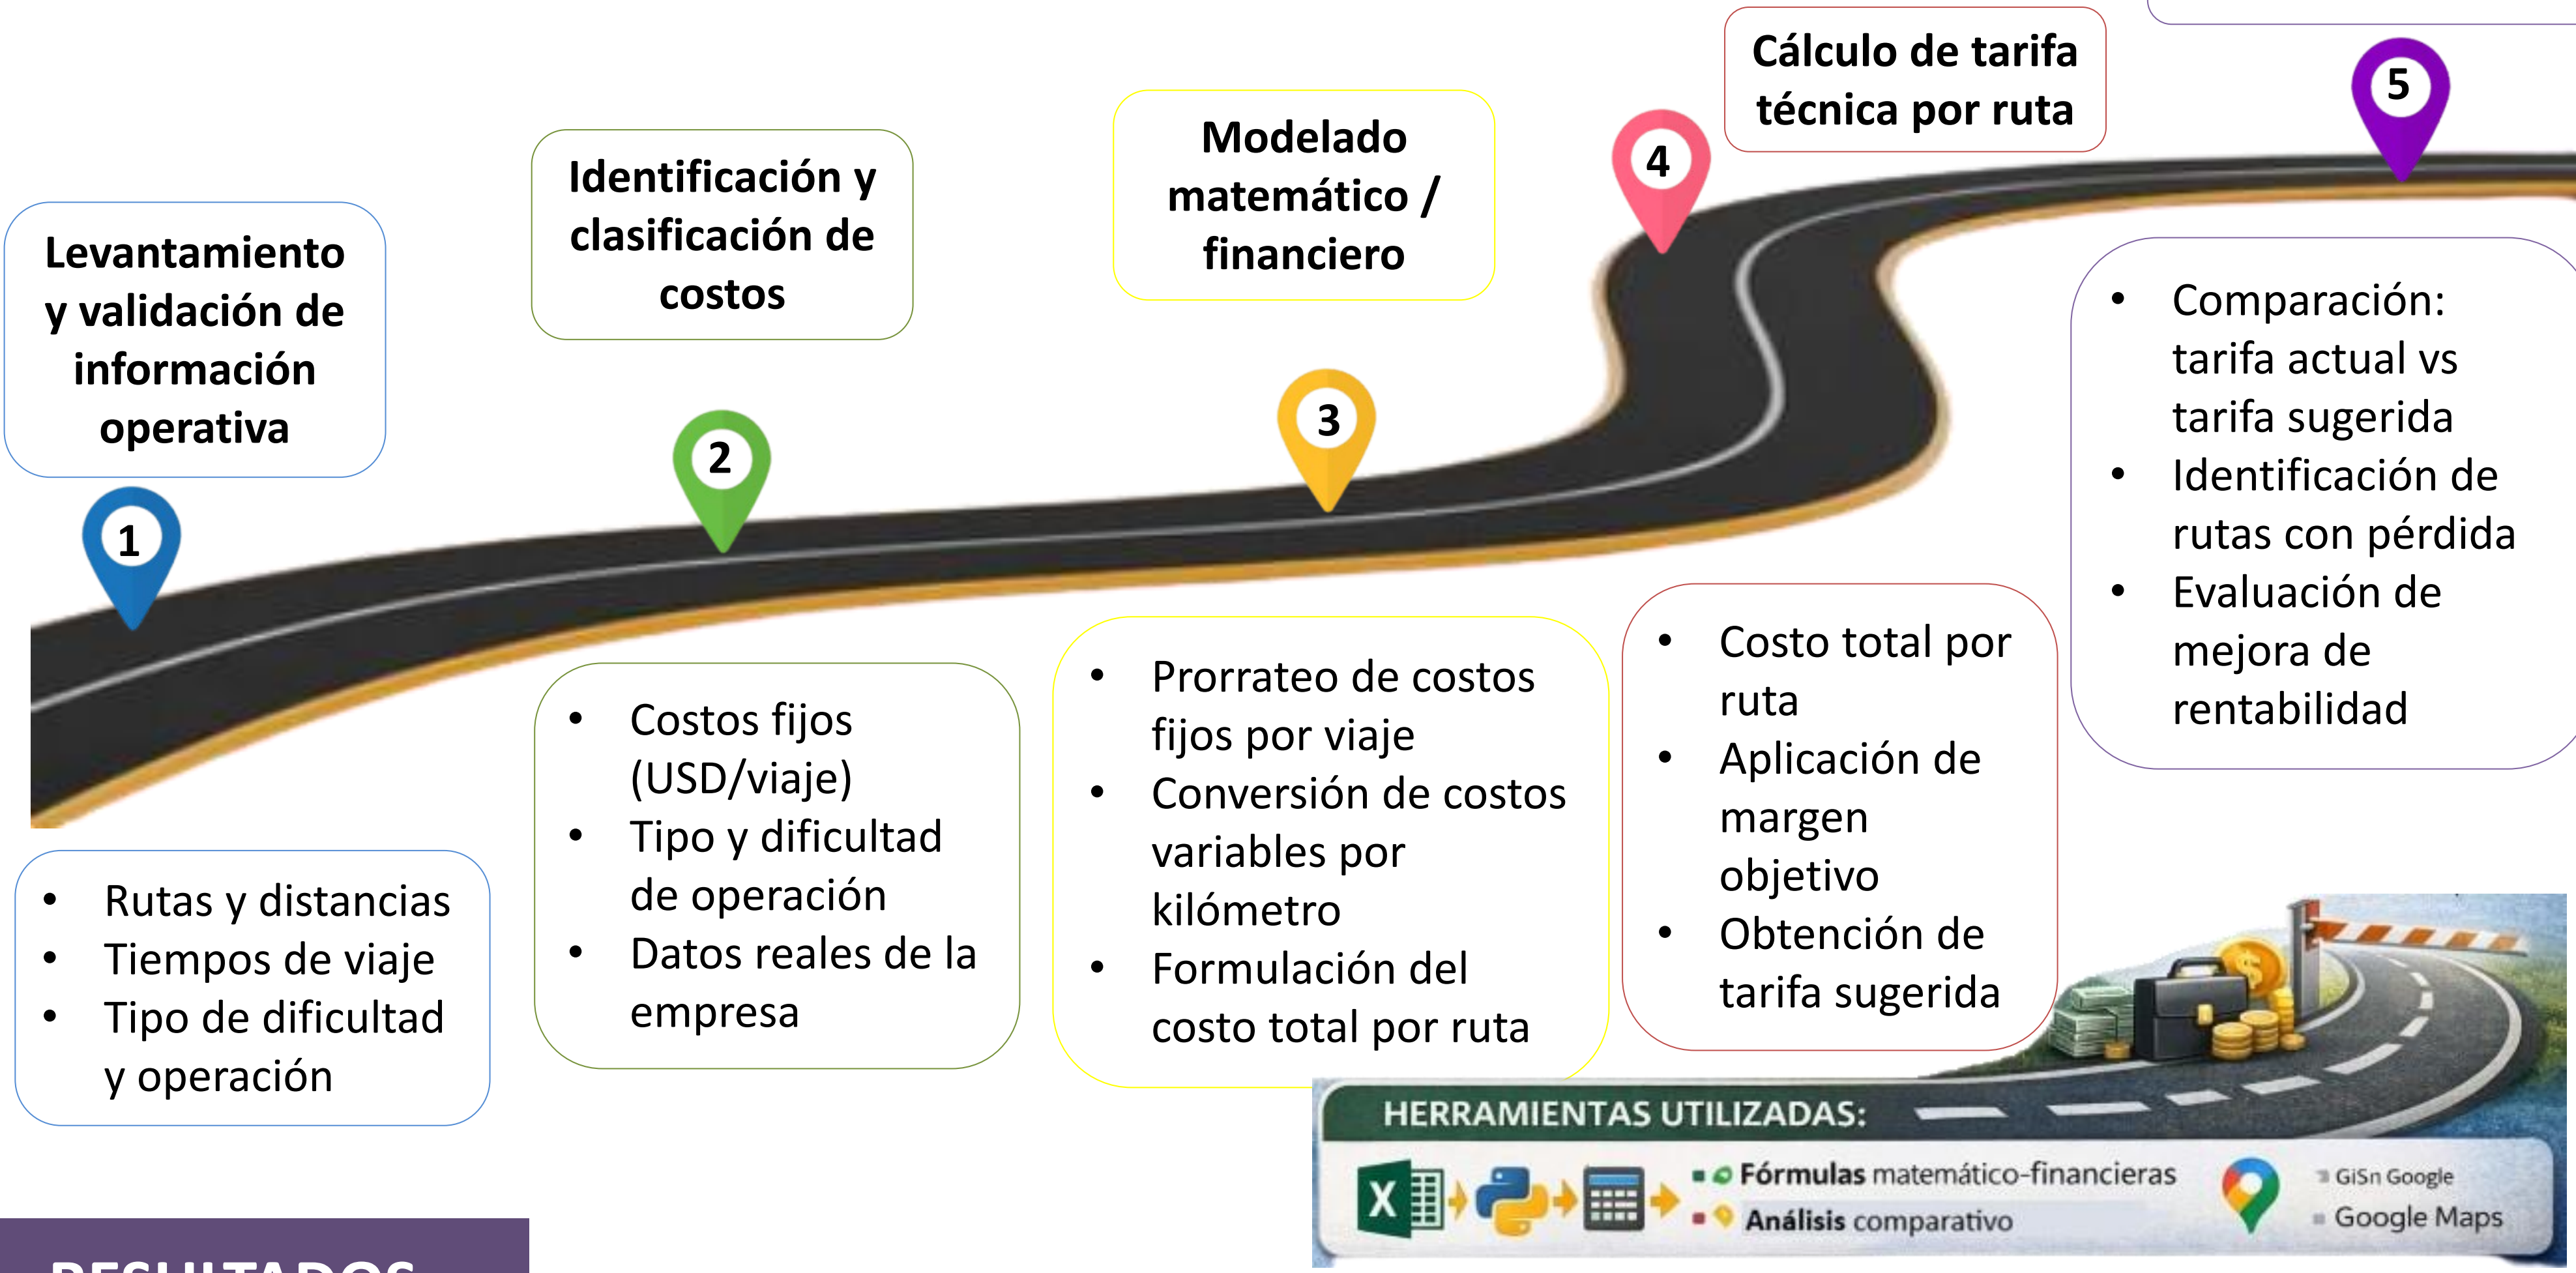 Levantamiento
y validación de
información
operativa
1
• Rutas y distancias
• Tiempos de viaje
• Tipo de dificultad
y operación
Identificación y
clasificación de
costos
2
• Costos fijos
(USD/viaje)
• Tipo y dificultad
de operación
• Datos reales de la
empresa
Modelado
matemático /
financiero
3
• Prorrateo de costos
fijos por viaje
• Conversión de costos
variables por
kilómetro
• Formulación del
costo total por ruta
Cálculo de tarifa
técnica por ruta
4
• Costo total por
ruta
• Aplicación de
margen
objetivo
• Obtención de
tarifa sugerida
5
• Comparación:
tarifa actual vs
tarifa sugerida
• Identificación de
rutas con pérdida
• Evaluación de
mejora de
rentabilidad
HERRAMIENTAS UTILIZADAS:
X
Fórmulas matemático-financieras
Análisis comparativo
GiSn Google
Google Maps
RESULTADOS